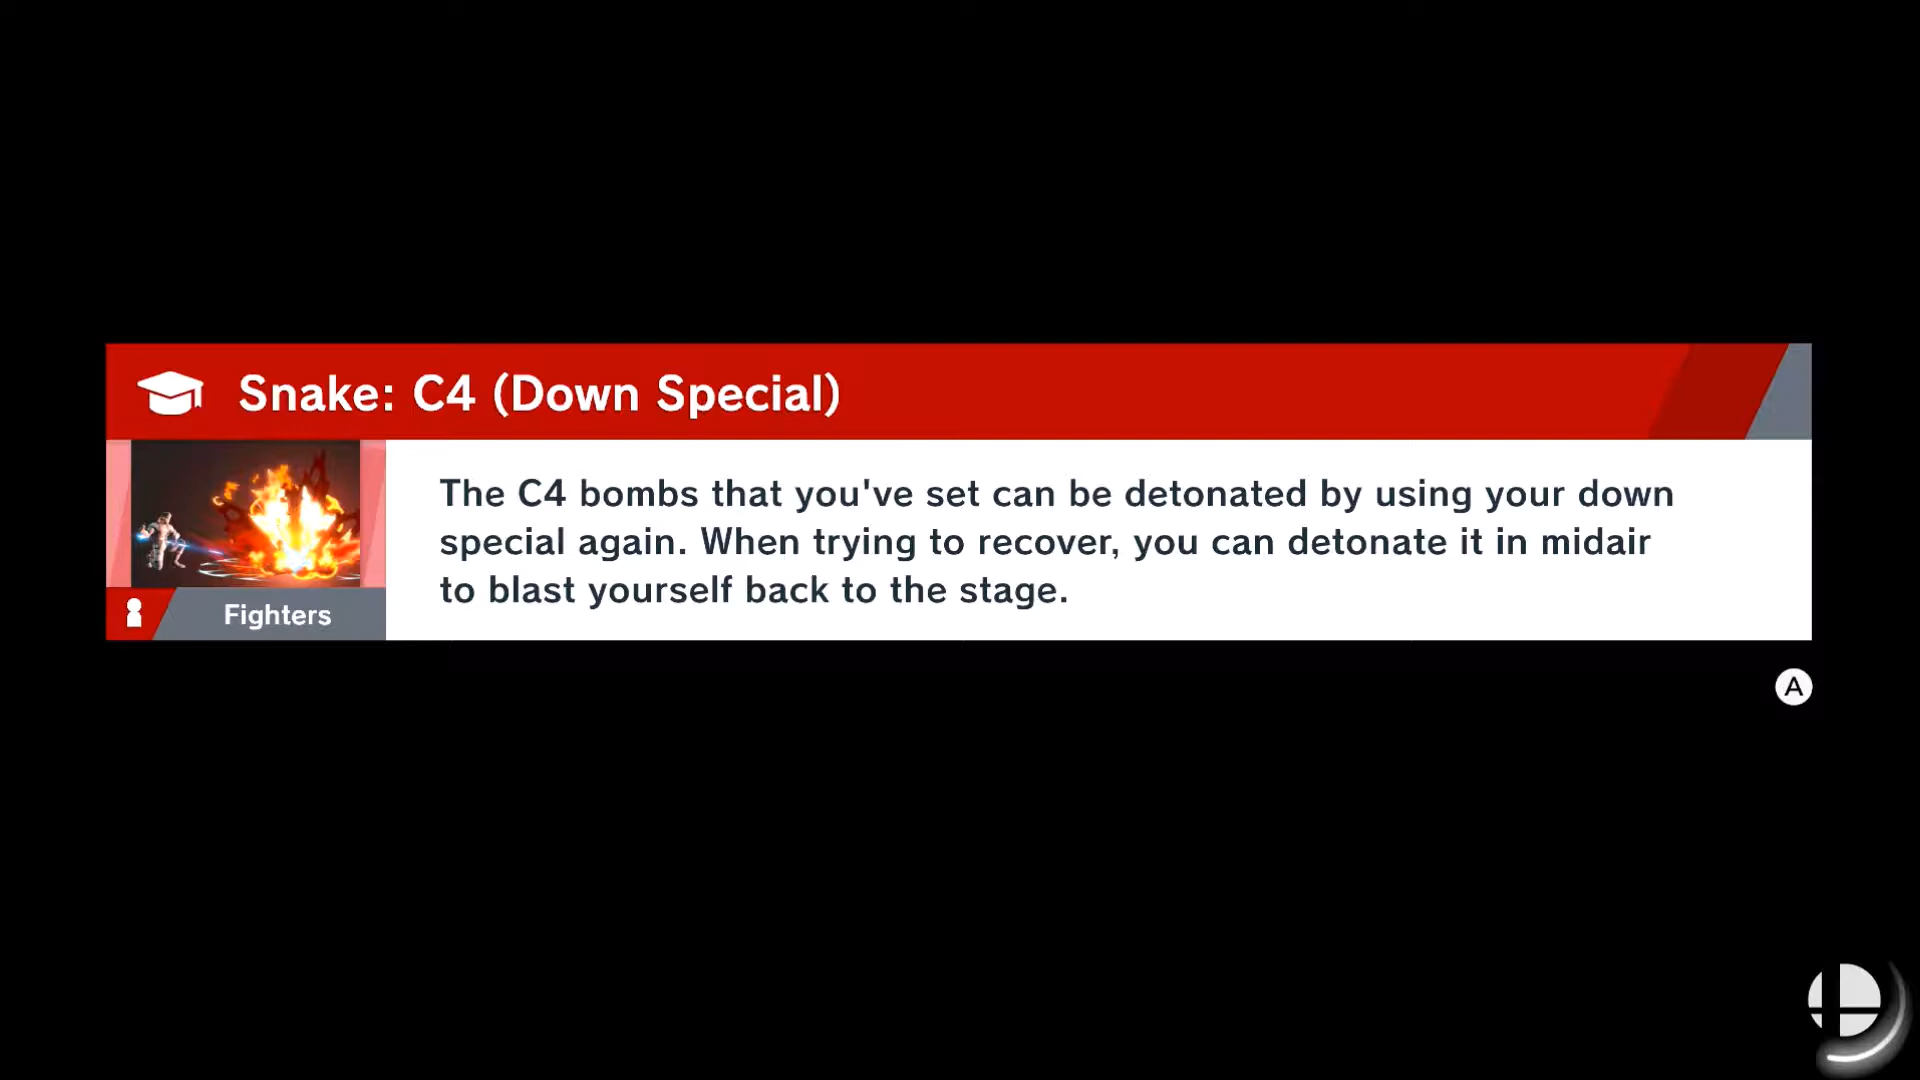 Snake: C4 (Down Special)
The C4 bombs that you've set can be detonated by using your down
special again. When trying to recover, you can detonate it in midair
to blast yourself back to the stage.
Fighters
A